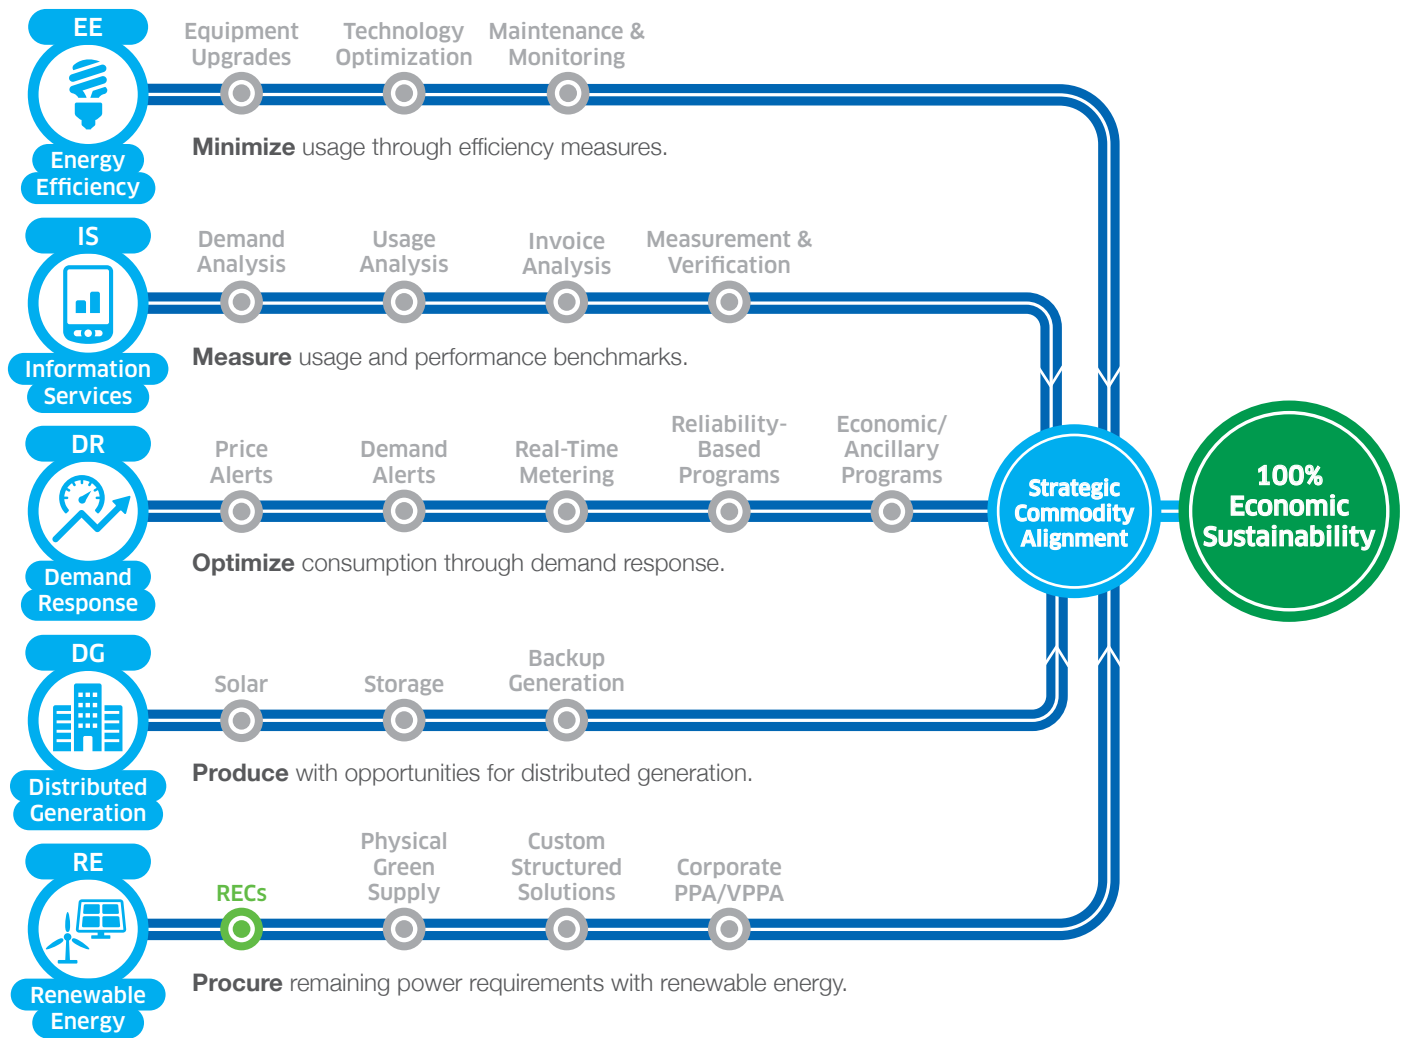 EE
Energy
Efficiency
Equipment
Upgrades
Technology
Optimization
Maintenance &
Monitoring
Minimize usage through efficiency measures.
IS
Information
Services
Demand
Analysis
Usage
Analysis
Invoice
Analysis
Measurement &
Verification
Measure usage and performance benchmarks.
DR
Demand
Response
Price
Alerts
Demand
Alerts
Real-Time
Metering
Reliability-
Based
Programs
Economic/
Ancillary
Programs
Optimize consumption through demand response.
DG
Distributed
Generation
Solar
Storage
Backup
Generation
Produce with opportunities for distributed generation.
RE
Renewable
Energy
RECs
Physical
Green
Supply
Custom
Structured
Solutions
Corporate
PPA/VPPA
Procure remaining power requirements with renewable energy.
Strategic
Commodity
Alignment
100%
Economic
Sustainability